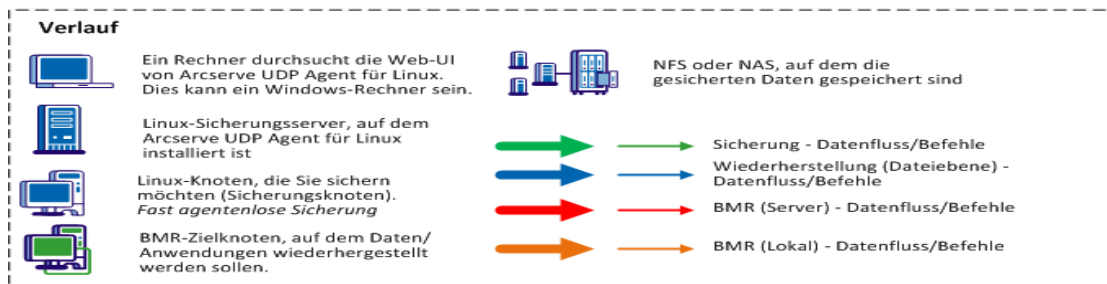 Verlauf
Ein Rechner durchsucht die Web-UI
von Arcserve UDP Agent für Linux.
Dies kann ein Windows-Rechner sein.
NFS oder NAS, auf dem die
gesicherten Daten gespeichert sind
Linux-Sicherungsserver, auf dem
Arcserve UDP Agent für Linux
installiert ist
Linux-Knoten, die Sie sichern
möchten (Sicherungsknoten).
Fast agentenlose Sicherung
BMR-Zielknoten, auf dem Daten/
Anwendungen wiederhergestellt
werden sollen.
Sicherung - Datenfluss/Befehle
Wiederherstellung (Dateiebene) -
Datenfluss/Befehle
BMR (Server) - Datenfluss/Befehle
BMR (Lokal) - Datenfluss/Befehle